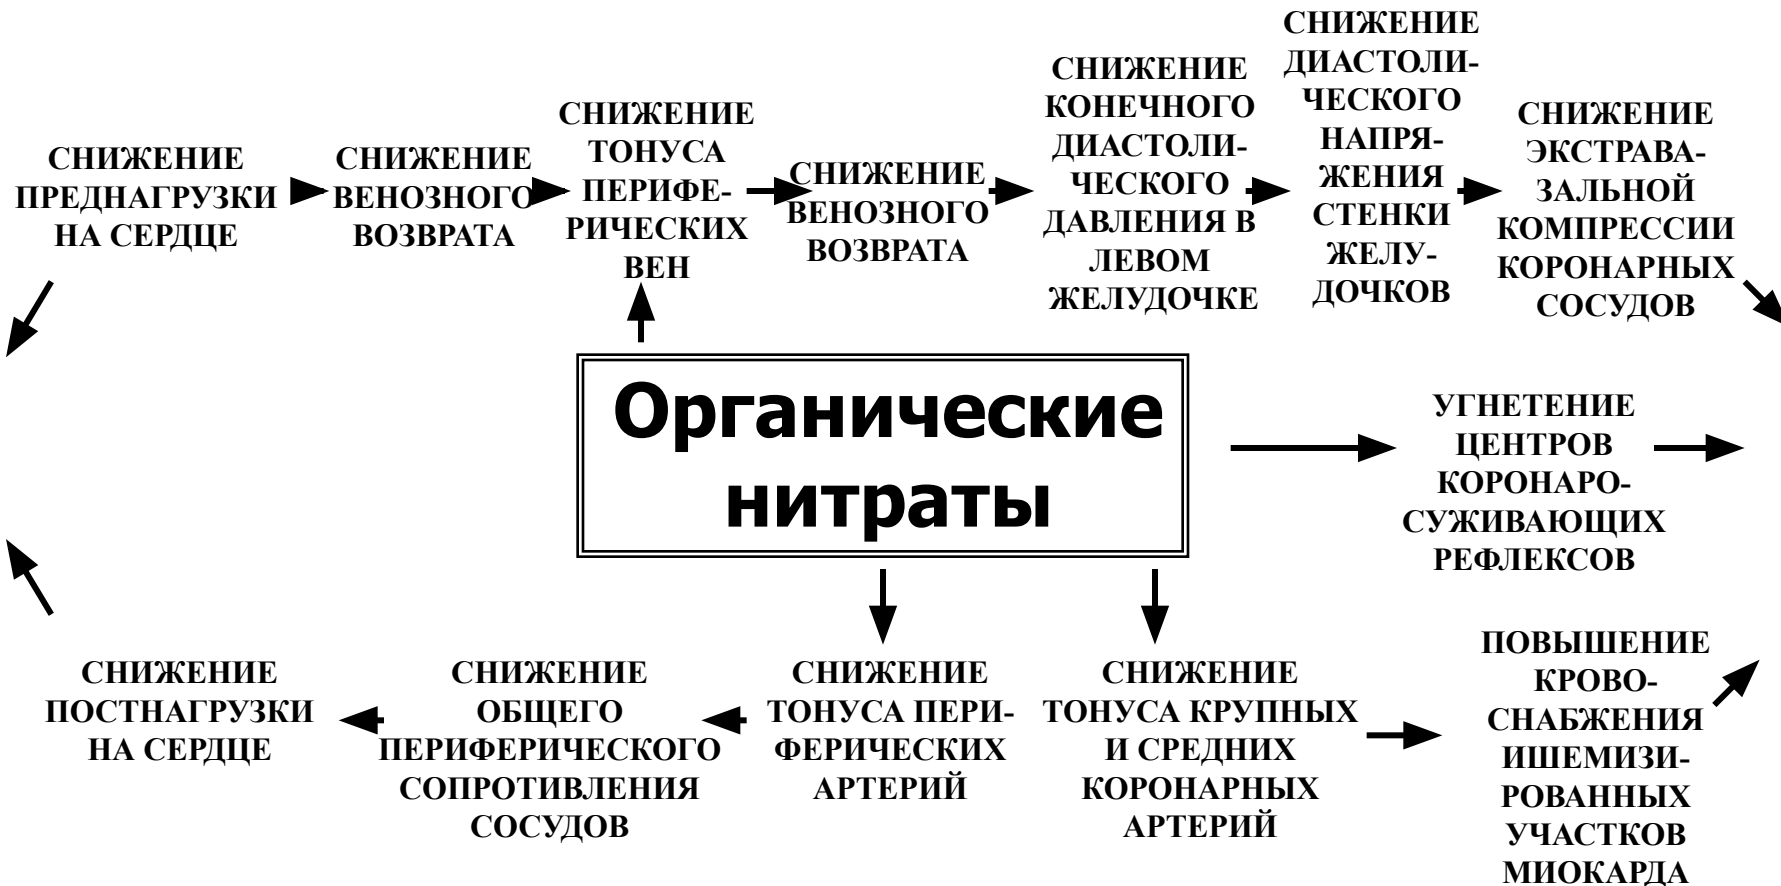 СНИЖЕНИЕ
ПРЕДНАГРУЗКИ
НА СЕРДЦЕ
СНИЖЕНИЕ
ВЕНОЗНОГО
ВОЗВРАТА
СНИЖЕНИЕ
ТОНУСА
ПЕРИФЕ-
РИЧЕСКИХ
ВЕН
СНИЖЕНИЕ
ВЕНОЗНОГО
ВОЗВРАТА
СНИЖЕНИЕ
КОНЕЧНОГО
ДИАСТОЛИ-
ЧЕСКОГО
ДАВЛЕНИЯ В
ЛЕВОМ
ЖЕЛУДОЧКЕ
СНИЖЕНИЕ
ДИАСТОЛИ-
ЧЕСКОГО
НАПРЯ-
ЖЕНИЯ
СТЕНКИ
ЖЕЛУ-
ДОЧКОВ
СНИЖЕНИЕ
ЭКСТРАВА-
ЗАЛЬНОЙ
КОМПРЕССИИ
КОРОНАРНЫХ
СОСУДОВ
Органические
нитраты
УГНЕТЕНИЕ
ЦЕНТРОВ
КОРОНАРО-
СУЖИВАЮЩИХ
РЕФЛЕКСОВ
СНИЖЕНИЕ
ПОСТНАГРУЗКИ
НА СЕРДЦЕ
СНИЖЕНИЕ
ОБЩЕГО
ПЕРИФЕРИЧЕСКОГО
СОПРОТИВЛЕНИЯ
СОСУДОВ
СНИЖЕНИЕ
ТОНУСА ПЕРИ-
ФЕРИЧЕСКИХ
АРТЕРИЙ
СНИЖЕНИЕ
ТОНУСА КРУПНЫХ
И СРЕДНИХ
КОРОНАРНЫХ
АРТЕРИЙ
ПОВЫШЕНИЕ
КРОВО-
СНАБЖЕНИЯ
ИШЕМИЗИ-
РОВАННЫХ
УЧАСТКОВ
МИОКАРДА